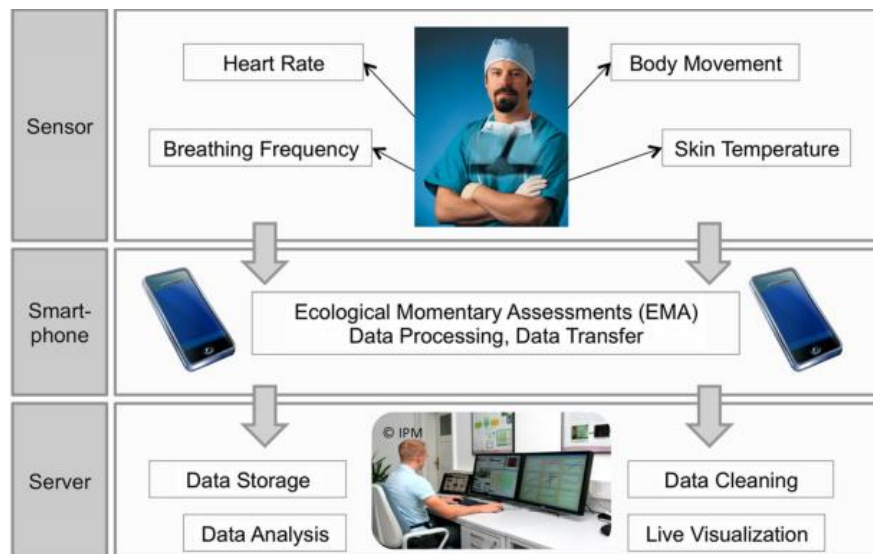 Sensor
Heart Rate
Body Movement
Breathing Frequency
Skin Temperature
Smart-
phone
Ecological Momentary Assessments (EMA)
Data Processing, Data Transfer
Server
© IPM
Data Storage
Data Cleaning
Data Analysis
Live Visualization